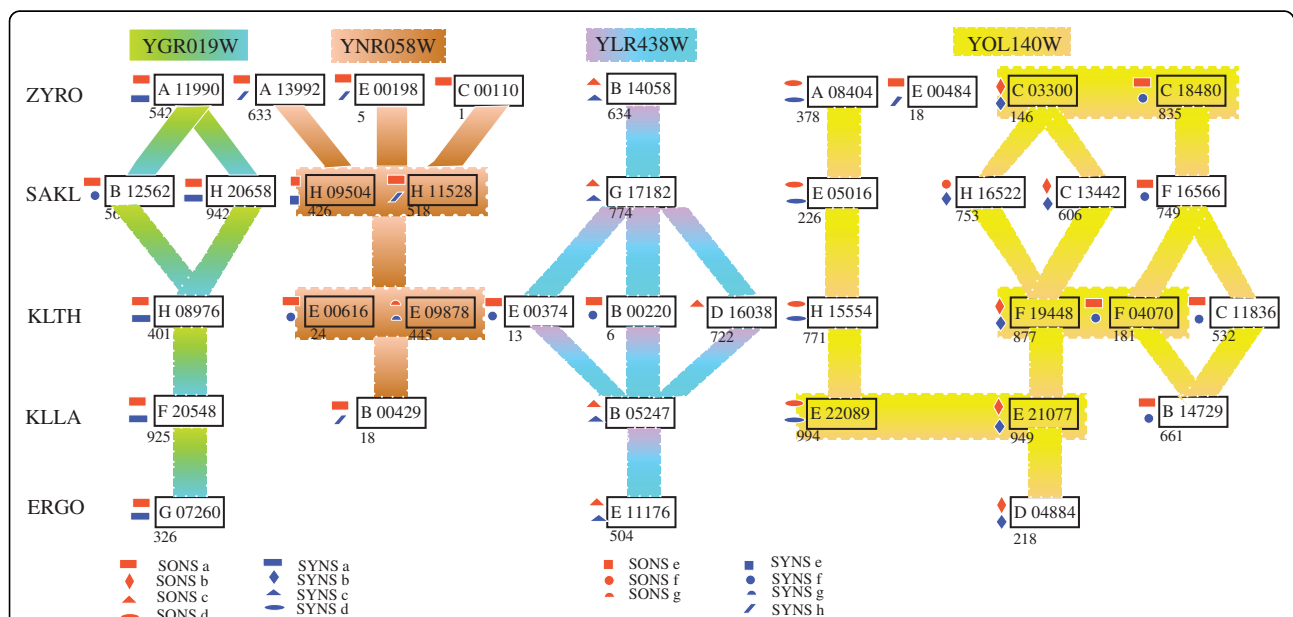 YGR019W YNR058W YLR438W YOL140W
ZYRO A 11990 A 13992 E 00198 C 00110 B 14058 A 08404 E 00484 C 03300 C 18480
542 633 5 1 634 378 18 146 835
SAKL B 12562 H 20658 H 09504 H 11528 G 17182 E 05016 H 16522 C 13442 F 16566
56 942 426 518 774 226 753 606 749
KLTH H 08976 E 00616 E 09878 E 00374 B 00220 D 16038 H 15554 F 19448 F 04070 C 11836
401 24 445 13 6 722 771 877 181 532
KLLA F 20548 B 00429 B 05247 E 22089 E 21077 B 14729
925 18 994 949 661
ERGO G 07260 E 11176 D 04884
326 504 218
SONS a SYNS a SONS e SYNS e
SONS b SYNS b SONS f SYNS f
SONS c SYNS c SONS g SYNS g
SONS d SYNS d SYNS h